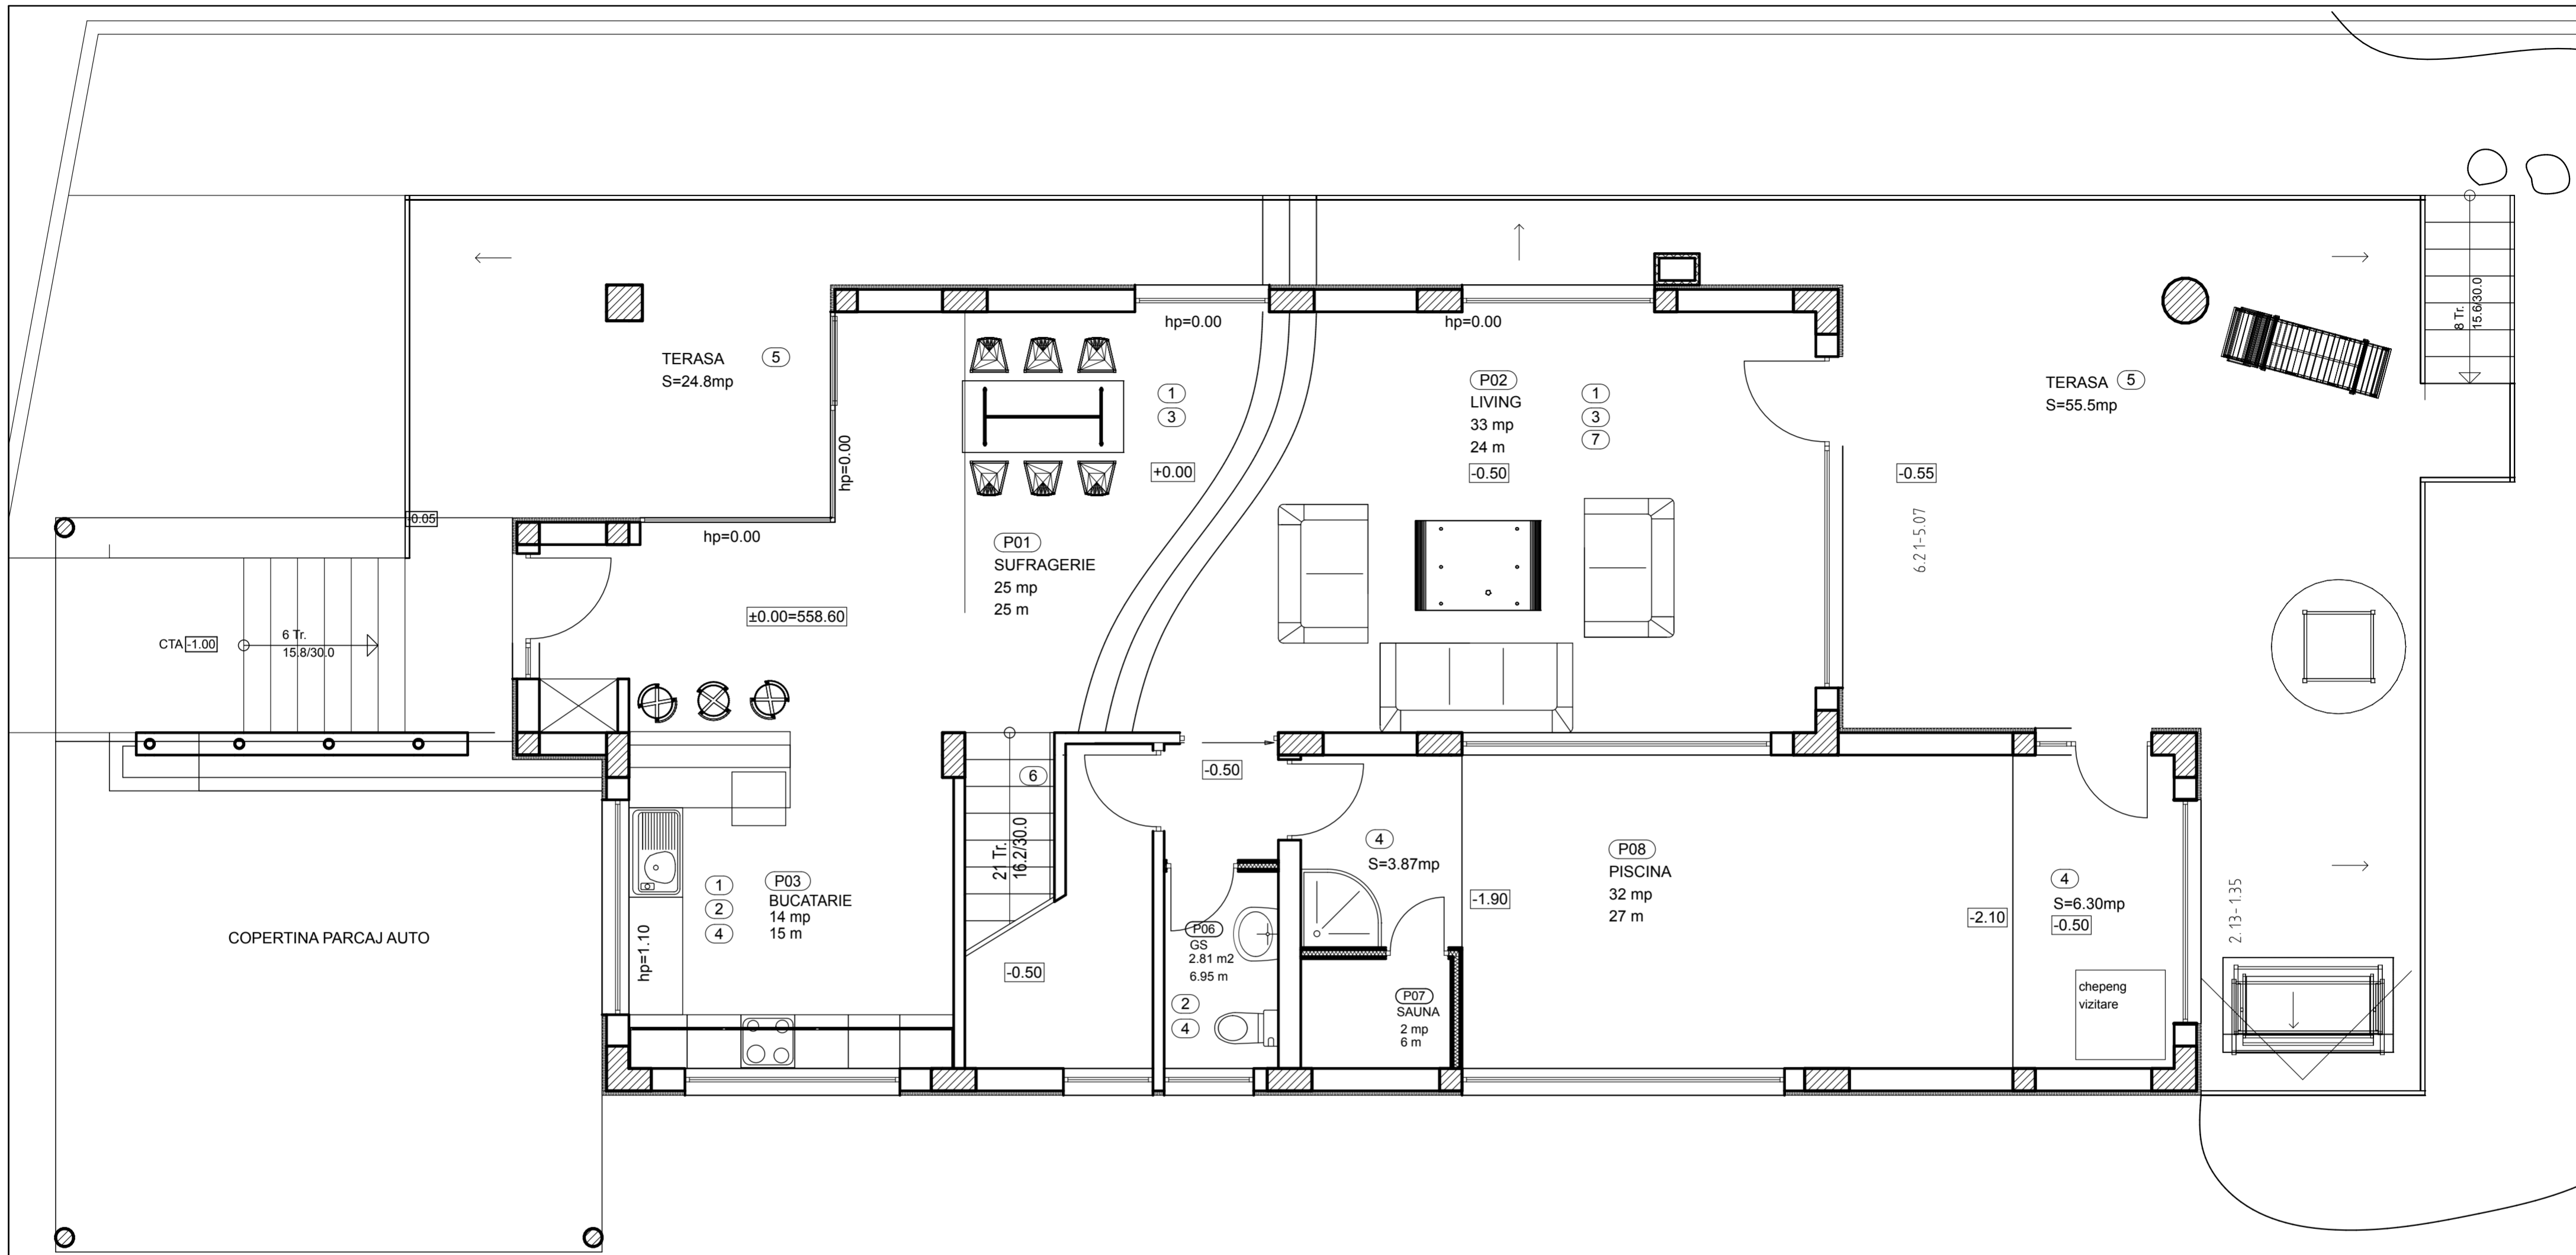 TERASA
5
S=24.8mp
hp=0.00
hp=0.00
hp=0.00
hp=0.00
1
3
+0.00
P01
SUFRAGERIE
25 mp
25 m
±0.00=558.60
P02
LIVING
33 mp
24 m
-0.50
1
3
7
TERASA
5
S=55.5mp
-0.55
6.21-5.07
8 Tr.
15.6/30.0
-0.05
CTA
-1.00
6 Tr.
15.8/30.0
COPERTINA PARCAJ AUTO
1
2
4
P03
BUCATARIE
14 mp
15 m
hp=1.10
6
21 Tr.
16.2/30.0
-0.50
-0.50
P06
GS
2.81 m2
6.95 m
2
4
4
S=3.87mp
P07
SAUNA
2 mp
6 m
-1.90
P08
PISCINA
32 mp
27 m
-2.10
4
S=6.30mp
-0.50
chepeng
vizitare
2.13-1.35